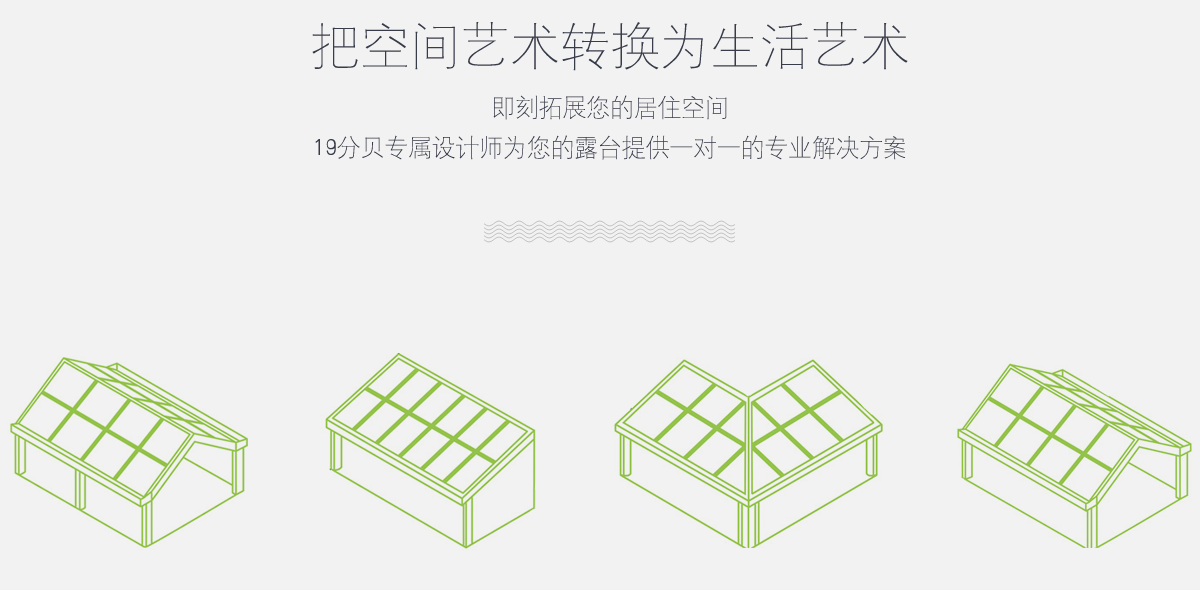 把空间艺术转换为生活艺术
即刻拓展您的居住空间
19分贝专属设计师为您的露台提供一对一的专业解决方案